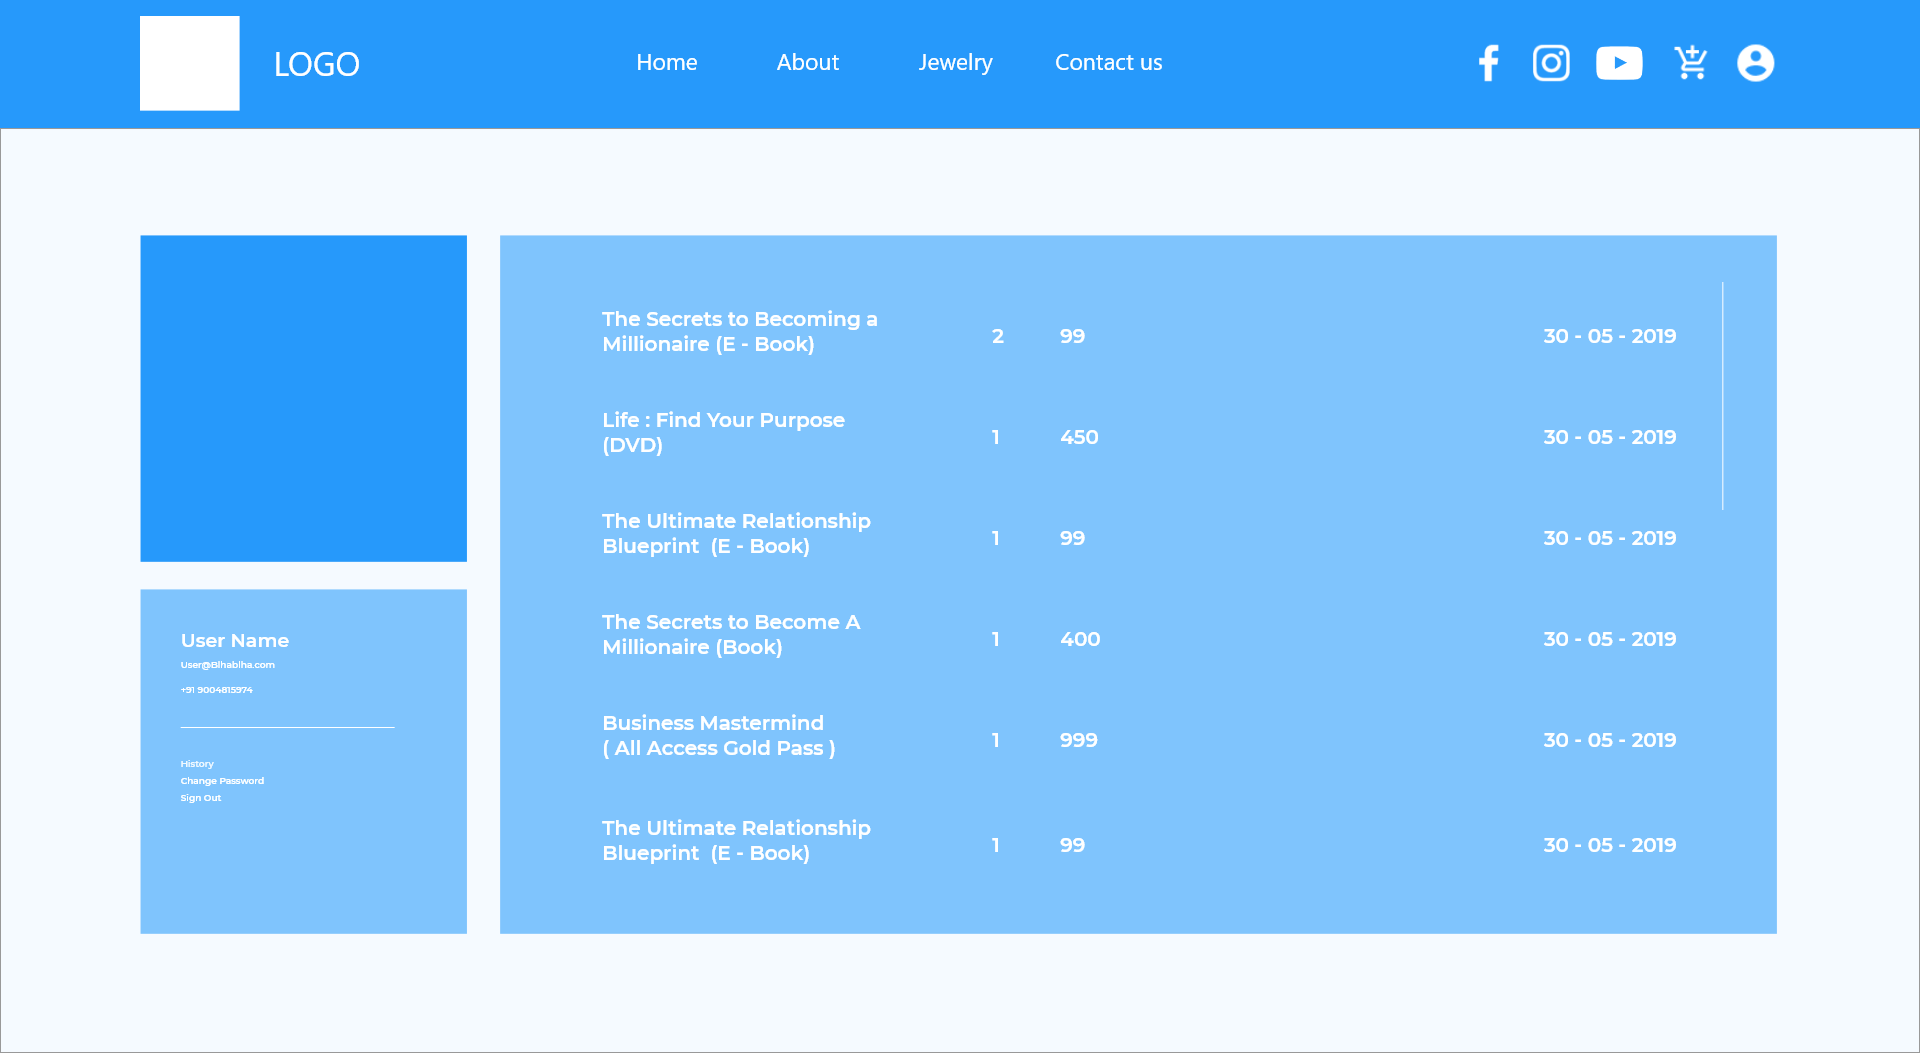 LOGO
Home About Jewelry Contact us
The Secrets to Becoming a
Millionaire (E - Book) 2 99 30 - 05 - 2019
Life : Find Your Purpose
(DVD) 1 450 30 - 05 - 2019
The Ultimate Relationship
Blueprint (E - Book) 1 99 30 - 05 - 2019
The Secrets to Become A
Millionaire (Book) 1 400 30 - 05 - 2019
Business Mastermind
( All Access Gold Pass ) 1 999 30 - 05 - 2019
The Ultimate Relationship
Blueprint (E - Book) 1 99 30 - 05 - 2019
User Name
User@Blhablha.com
+91 9004815974
History
Change Password
Sign Out